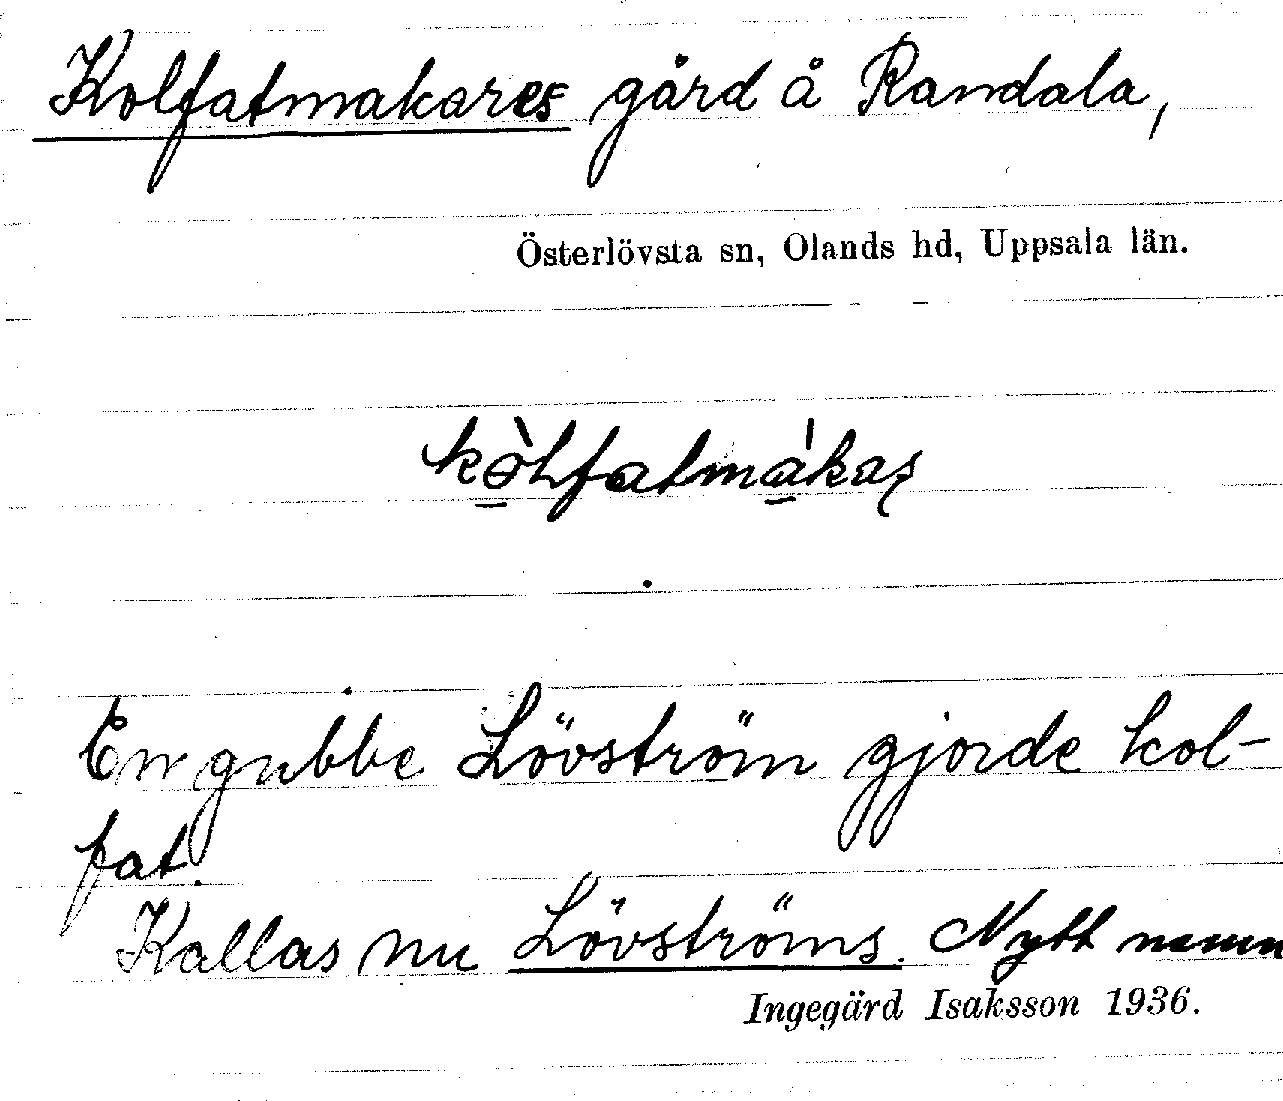 Kolfatmakares gård å Randala,
Österlövsta sn, Olands hd, Uppsala län.
En gubbe Lövström gjorde kol-
fat.
Kallas nu Lövströms. Nytt namn
Ingegärd Isaksson 1936.